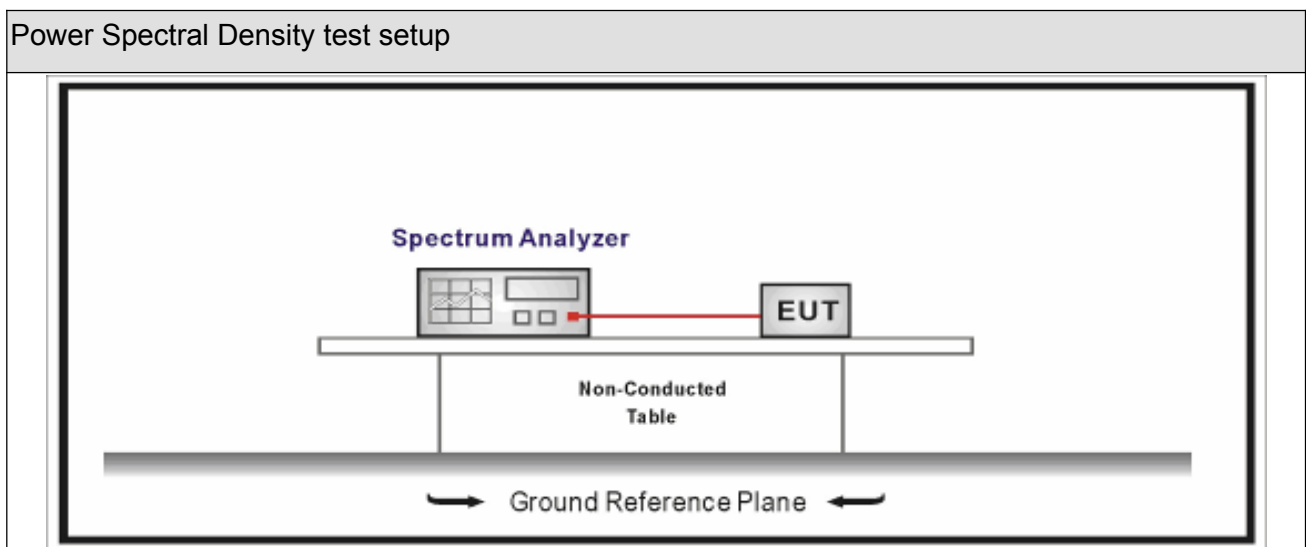 Power Spectral Density test setup
Spectrum Analyzer
EUT
Non-Conducted
Table
Ground Reference Plane